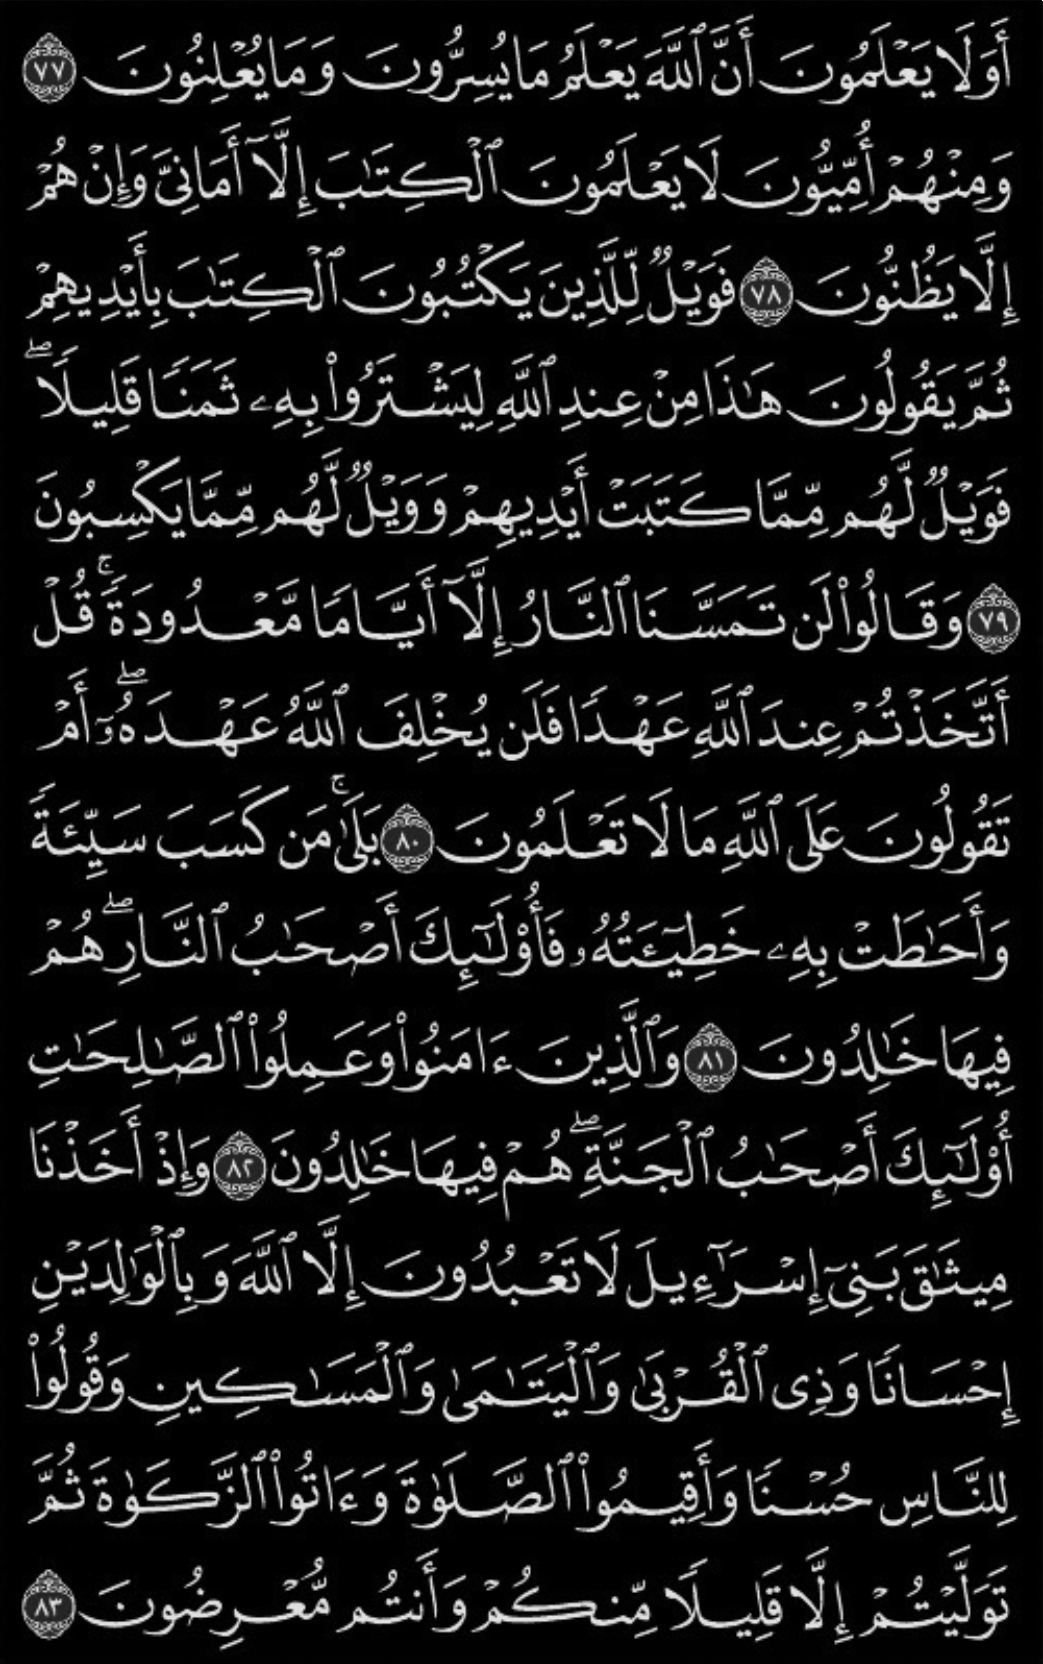 أَوَلَا يَعْلَمُونَ أَنَّ ٱللَّهَ يَعْلَمُ مَا يُسِرُّونَ وَمَا يُعْلِنُونَ ٧٧
وَمِنْهُمْ أُمِّيُّونَ لَا يَعْلَمُونَ ٱلْكِتَٰبَ إِلَّآ أَمَانِىَّ وَإِنْ هُمْ
إِلَّا يَظُنُّونَ ٧٨ فَوَيْلٌ لِّلَّذِينَ يَكْتُبُونَ ٱلْكِتَٰبَ بِأَيْدِيهِمْ
ثُمَّ يَقُولُونَ هَٰذَا مِنْ عِندِ ٱللَّهِ لِيَشْتَرُوا۟ بِهِۦ ثَمَنًا قَلِيلًا ۖ
فَوَيْلٌ لَّهُم مِّمَّا كَتَبَتْ أَيْدِيهِمْ وَوَيْلٌ لَّهُم مِّمَّا يَكْسِبُونَ
٧٩ وَقَالُوا۟ لَن تَمَسَّنَا ٱلنَّارُ إِلَّآ أَيَّامًا مَّعْدُودَةً ۚ قُلْ
أَتَّخَذْتُمْ عِندَ ٱللَّهِ عَهْدًا فَلَن يُخْلِفَ ٱللَّهُ عَهْدَهُۥٓ ۖ أَمْ
تَقُولُونَ عَلَى ٱللَّهِ مَا لَا تَعْلَمُونَ ٨٠ بَلَىٰ ۚ مَن كَسَبَ سَيِّئَةً
وَأَحَٰطَتْ بِهِۦ خَطِيٓـَٔتُهُۥ فَأُو۟لَٰٓئِكَ أَصْحَٰبُ ٱلنَّارِ ۖ هُمْ
فِيهَا خَٰلِدُونَ ٨١ وَٱلَّذِينَ ءَامَنُوا۟ وَعَمِلُوا۟ ٱلصَّٰلِحَٰتِ
أُو۟لَٰٓئِكَ أَصْحَٰبُ ٱلْجَنَّةِ ۖ هُمْ فِيهَا خَٰلِدُونَ ٨٢ وَإِذْ أَخَذْنَا
مِيثَٰقَ بَنِىٓ إِسْرَٰٓءِيلَ لَا تَعْبُدُونَ إِلَّا ٱللَّهَ وَبِٱلْوَٰلِدَيْنِ
إِحْسَانًا وَذِى ٱلْقُرْبَىٰ وَٱلْيَتَٰمَىٰ وَٱلْمَسَٰكِينِ وَقُولُوا۟
لِلنَّاسِ حُسْنًا وَأَقِيمُوا۟ ٱلصَّلَوٰةَ وَءَاتُوا۟ ٱلزَّكَوٰةَ ثُمَّ
تَوَلَّيْتُمْ إِلَّا قَلِيلًا مِّنكُمْ وَأَنتُم مُّعْرِضُونَ ٨٣